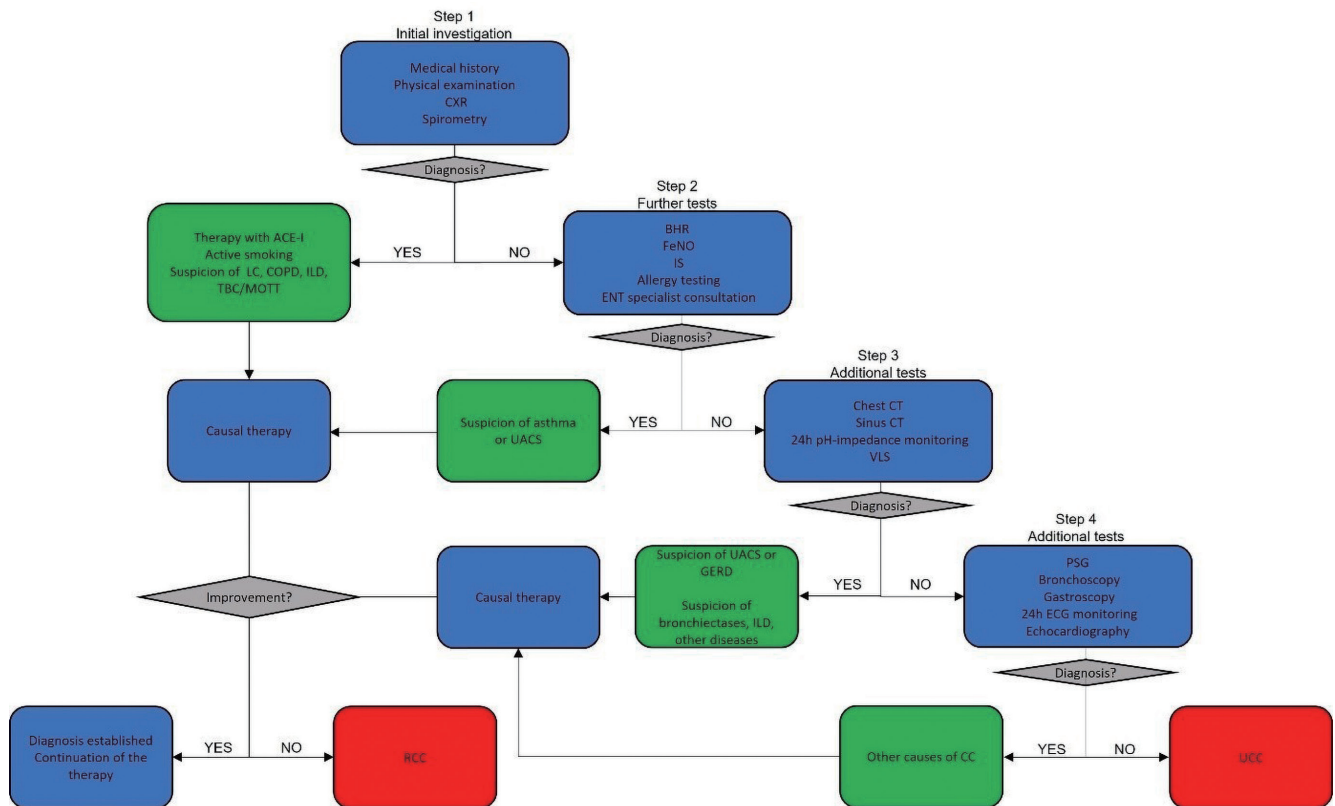 Step 1
Initial investigation
Medical history
Physical examination
CXR
Spirometry
Diagnosis?
YES
NO
Therapy with ACE-I
Active smoking
Suspicion of LC, COPD, ILD,
TBC/MOTT
Step 2
Further tests
BHR
FeNO
IS
Allergy testing
ENT specialist consultation
Diagnosis?
YES
NO
Causal therapy
Suspicion of asthma
or UACS
Step 3
Additional tests
Chest CT
Sinus CT
24h pH-impedance monitoring
VLS
Diagnosis?
YES
NO
Improvement?
Causal therapy
Suspicion of UACS or
GERD
Suspicion of
bronchiectases, ILD,
other diseases
Step 4
Additional tests
PSG
Bronchoscopy
Gastroscopy
24h ECG monitoring
Echocardiography
Diagnosis?
YES
NO
Diagnosis established
Continuation of the
therapy
YES
NO
RCC
Other causes of CC
YES
NO
UCC